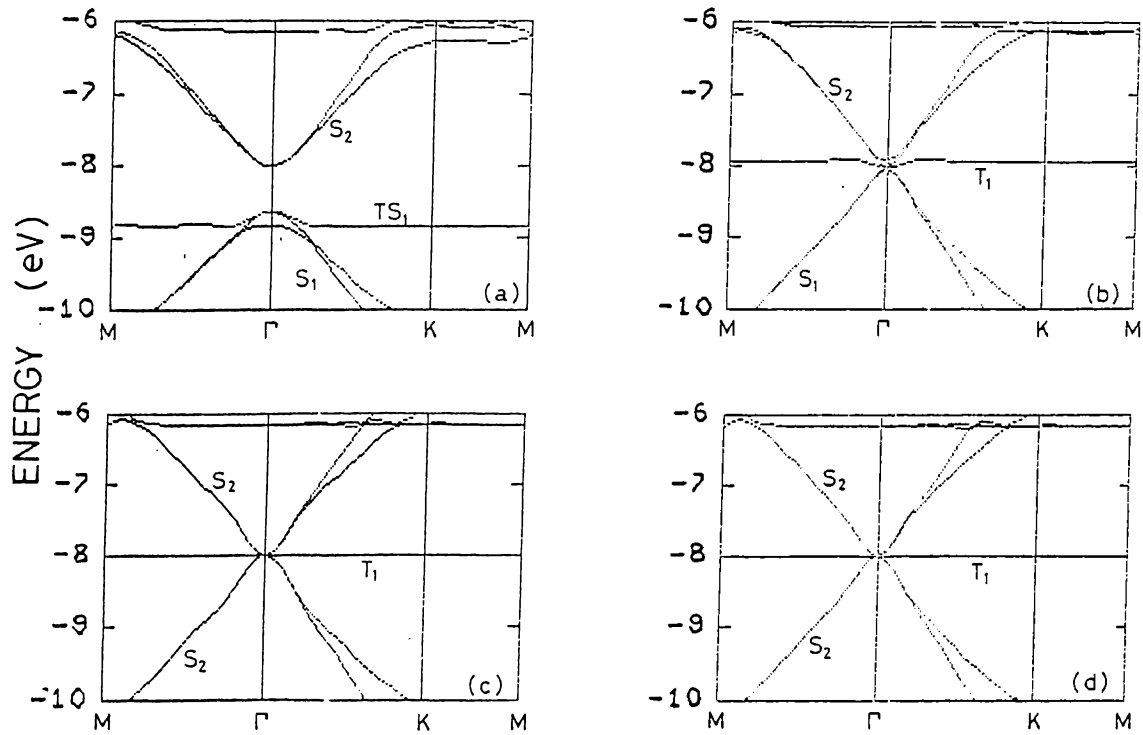 ENERGY (eV)
-6
-7
-8
-9
-10
S₂
TS₁
S₁
(a)
M Γ K M
-6
-7
-8
-9
-10
S₂
T₁
S₁
(b)
M Γ K M
-6
-7
-8
-9
-10
S₂
T₁
S₂
(c)
M Γ K M
-6
-7
-8
-9
-10
S₂
T₁
S₂
(d)
M Γ K M